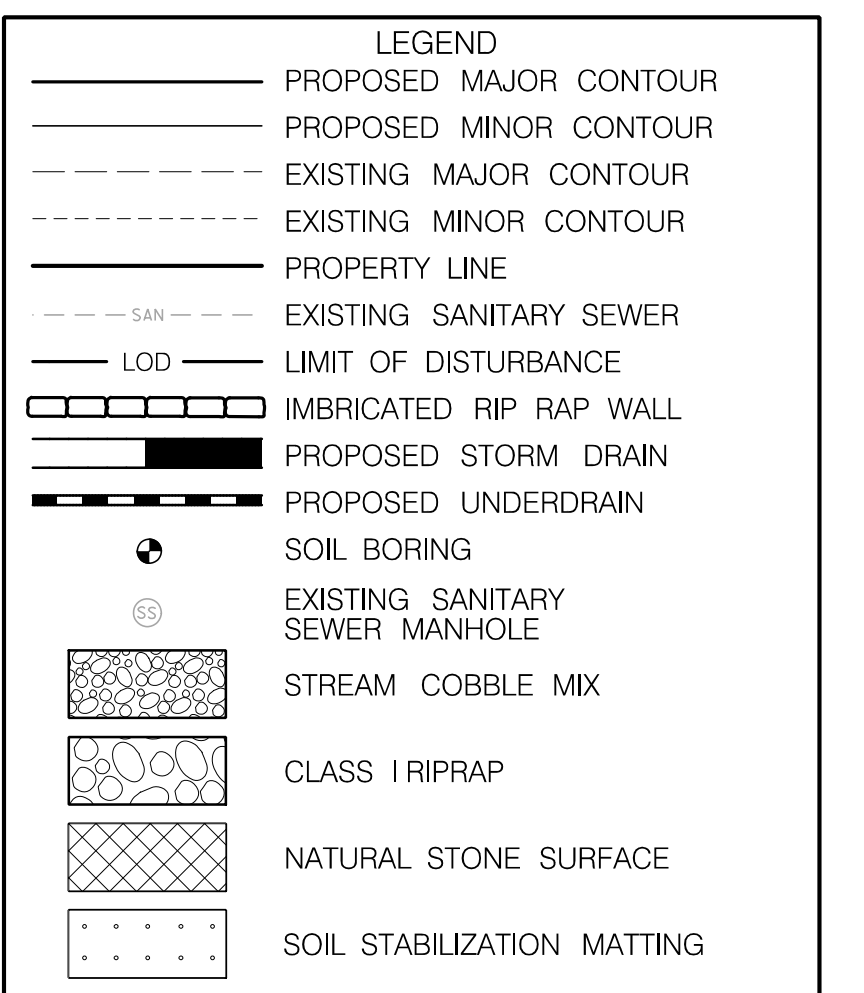 LEGEND
PROPOSED MAJOR CONTOUR
PROPOSED MINOR CONTOUR
EXISTING MAJOR CONTOUR
EXISTING MINOR CONTOUR
PROPERTY LINE
SAN EXISTING SANITARY SEWER
LOD LIMIT OF DISTURBANCE
IMBRICATED RIP RAP WALL
PROPOSED STORM DRAIN
PROPOSED UNDERDRAIN
SOIL BORING
EXISTING SANITARY
SS
SEWER MANHOLE
STREAM COBBLE MIX
CLASS I RIPRAP
NATURAL STONE SURFACE
SOIL STABILIZATION MATTING